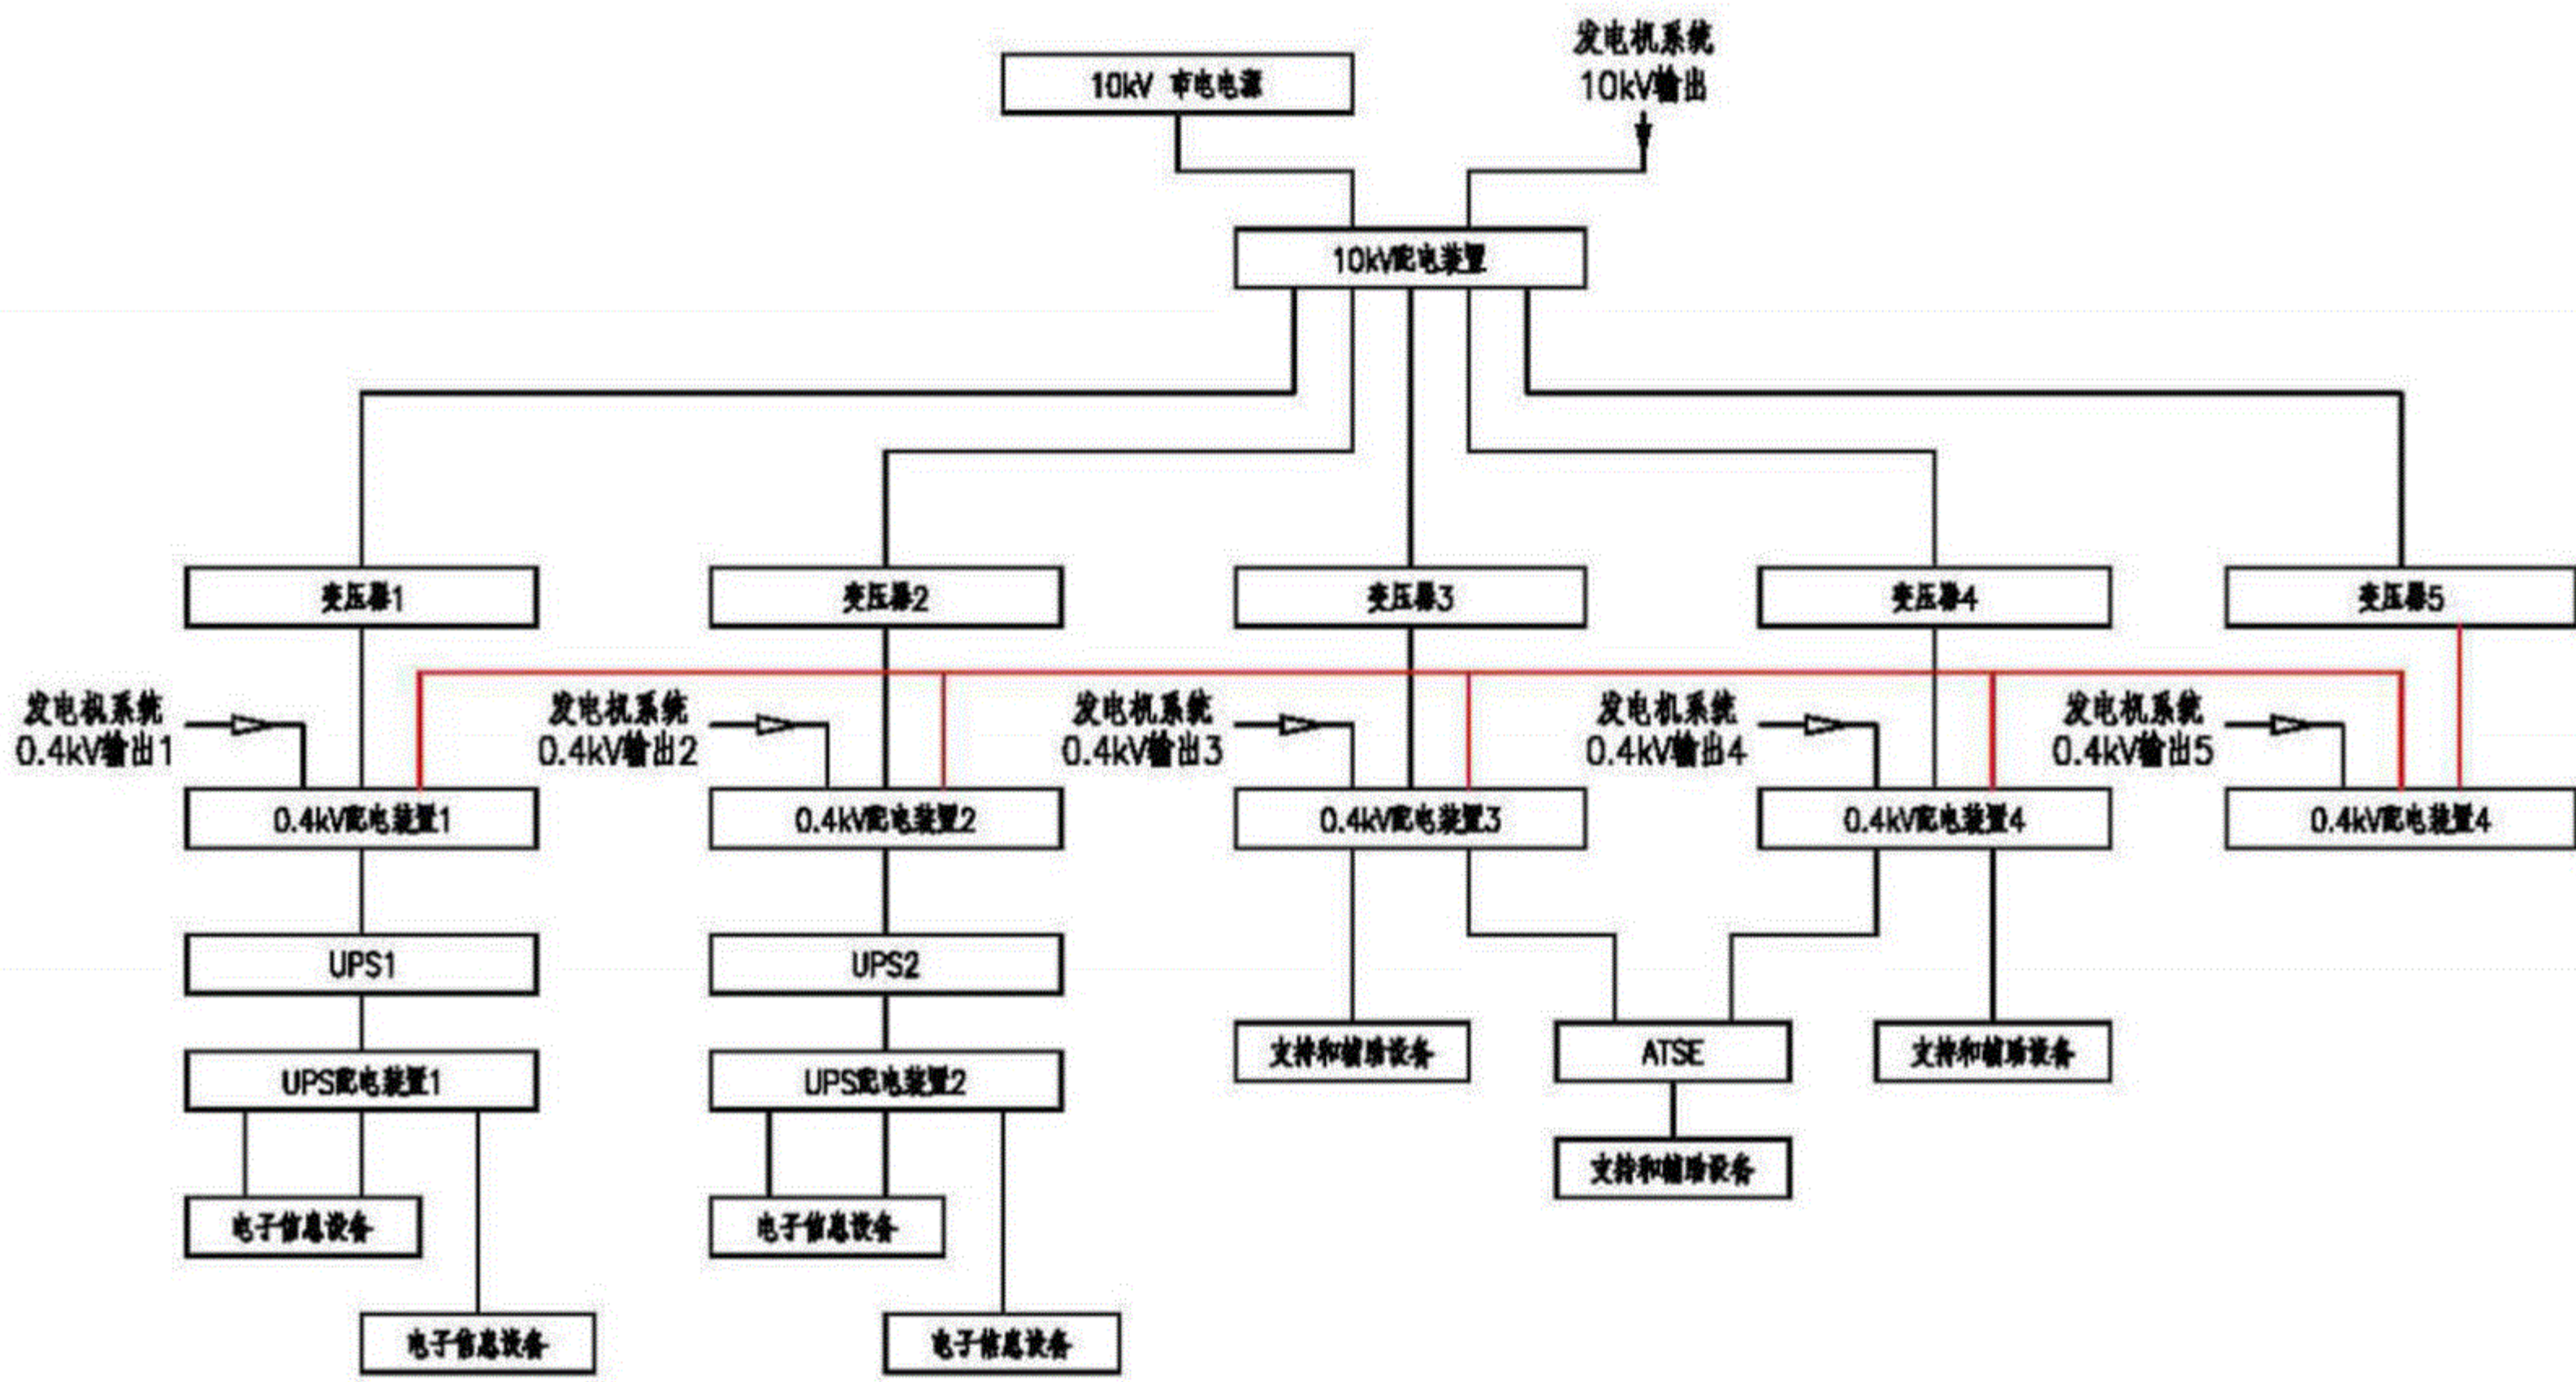 发电机系统
10kV输出
10kV 市电电源
10kV配电装置
变压器1
变压器2
变压器3
变压器4
变压器5
发电机系统
0.4kV输出1
发电机系统
0.4kV输出2
发电机系统
0.4kV输出3
发电机系统
0.4kV输出4
发电机系统
0.4kV输出5
0.4kV配电装置1
0.4kV配电装置2
0.4kV配电装置3
0.4kV配电装置4
0.4kV配电装置4
UPS1
UPS2
支持和辅助设备
ATSE
支持和辅助设备
UPS配电装置1
UPS配电装置2
支持和辅助设备
电子信息设备
电子信息设备
电子信息设备
电子信息设备